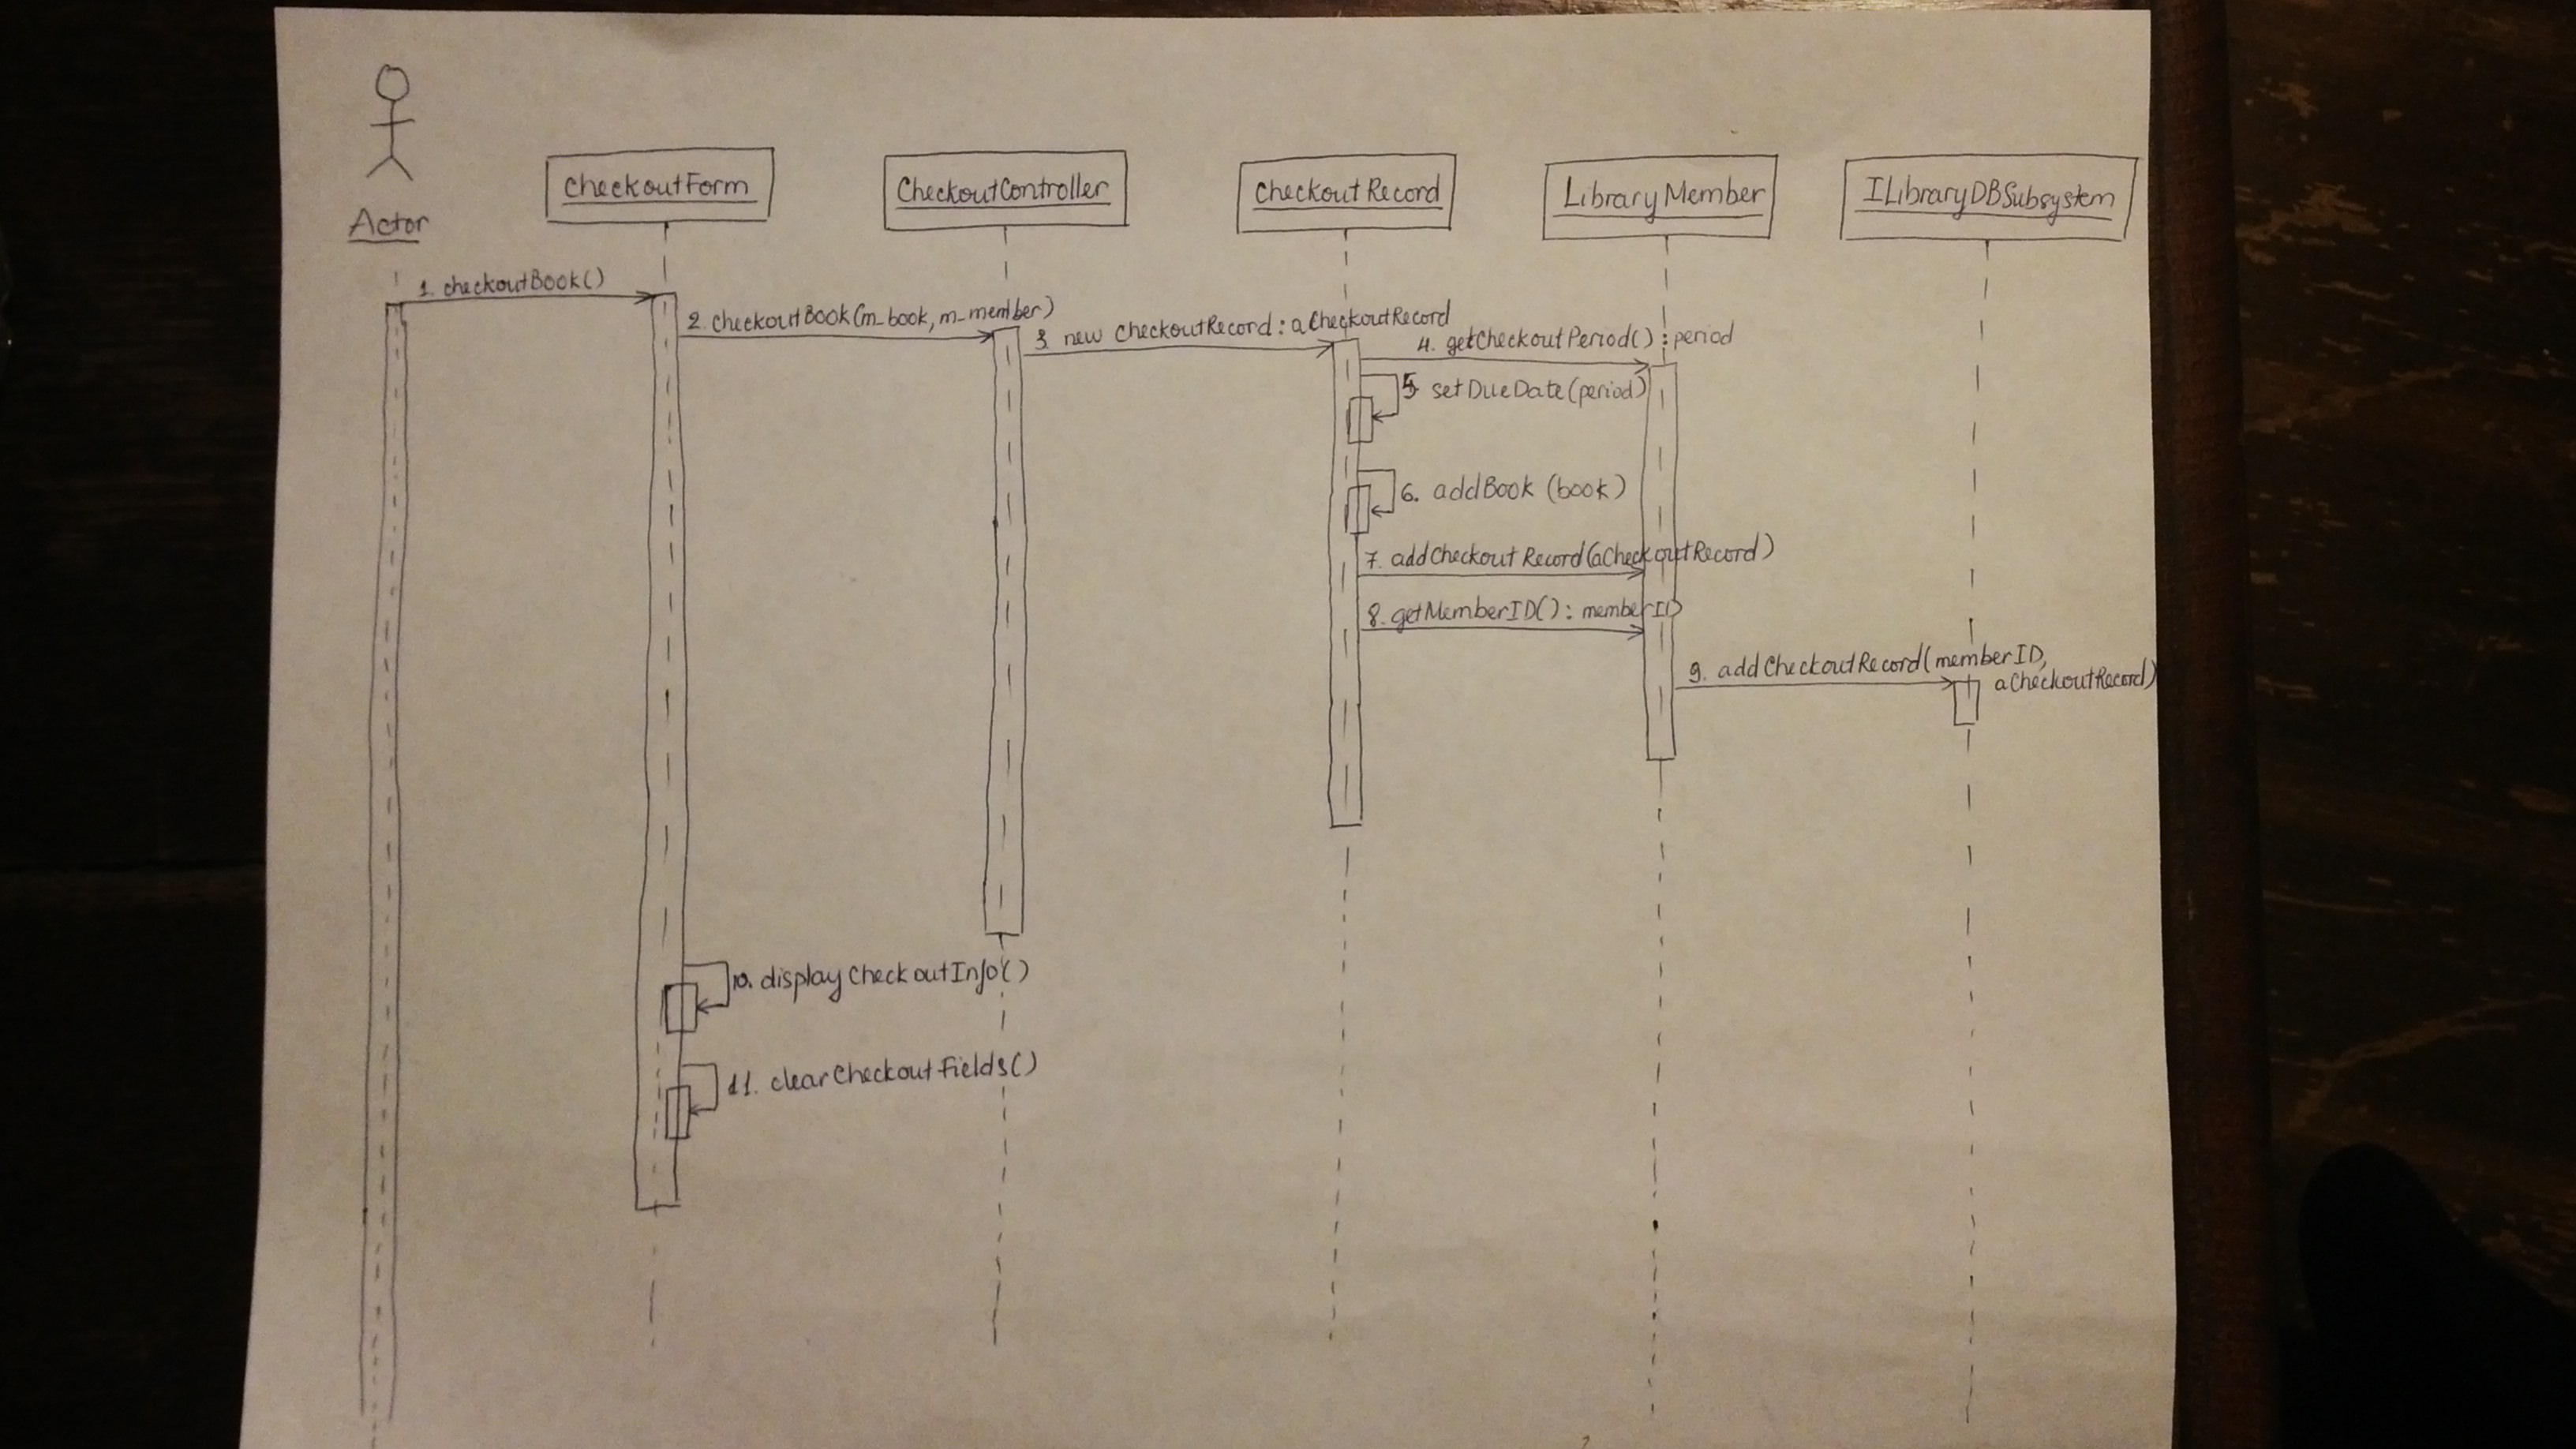 Actor
CheckoutForm
CheckoutController
CheckoutRecord
LibraryMember
ILibraryDBSubsystem
1. checkoutBook()
2. checkoutBook(m_book, m_member)
3. new CheckoutRecord : aCheckoutRecord
4. getCheckoutPeriod() : period
5. setDueDate(period)
6. addBook (book)
7. addCheckoutRecord(aCheckoutRecord)
8. getMemberID() : memberID
9. addCheckoutRecord(memberID,
aCheckoutRecord)
10. displayCheckoutInfo()
11. clearCheckoutFields()